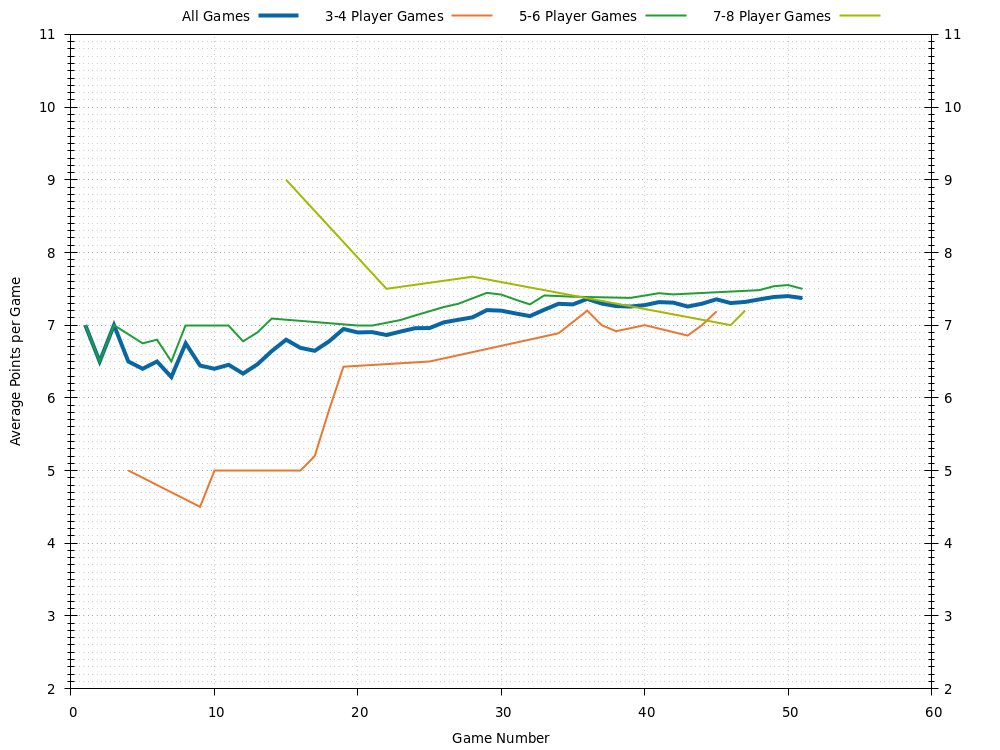 All Games 3-4 Player Games 5-6 Player Games 7-8 Player Games
11 11
10 10
9 9
8 8
7 7
6 6
5 5
4 4
3 3
2 2
Average Points per Game
0 10 20 30 40 50 60
Game Number